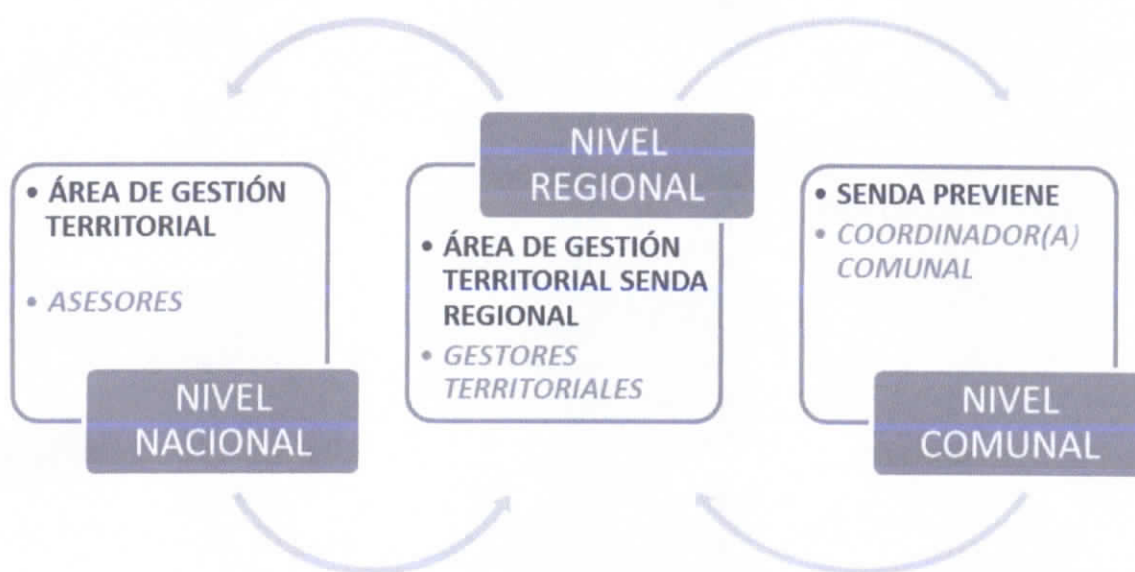 • ÁREA DE GESTIÓN
TERRITORIAL
• ASESORES
NIVEL
NACIONAL
NIVEL
REGIONAL
• ÁREA DE GESTIÓN
TERRITORIAL SENDA
REGIONAL
• GESTORES
TERRITORIALES
• SENDA PREVIENE
• COORDINADOR(A)
COMUNAL
NIVEL
COMUNAL